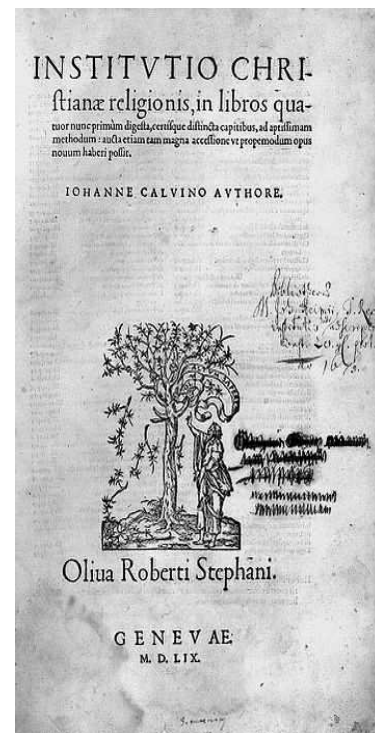 INSTITVTIO CHRI-
ſtianæ religionis, in libros qua-
tuor nunc primùm digeſta, certiſque diſtincta capitibus, ad aptiſſimam
methodum: aucta etiam tam magna acceſſione vt propemodum opus
nouum haberi poſſit.
IOHANNE CALVINO AVTHORE.
Oliua Roberti Stephani.
GENEVAE.
M. D. LIX.